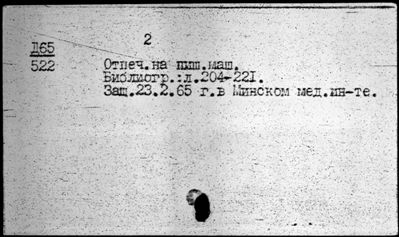 2
Д65
522
Отпеч.на пиш.маш.
Библиогр.:л.204-221.
Защ.23.2.65 г.в Минском мед.ин-те.